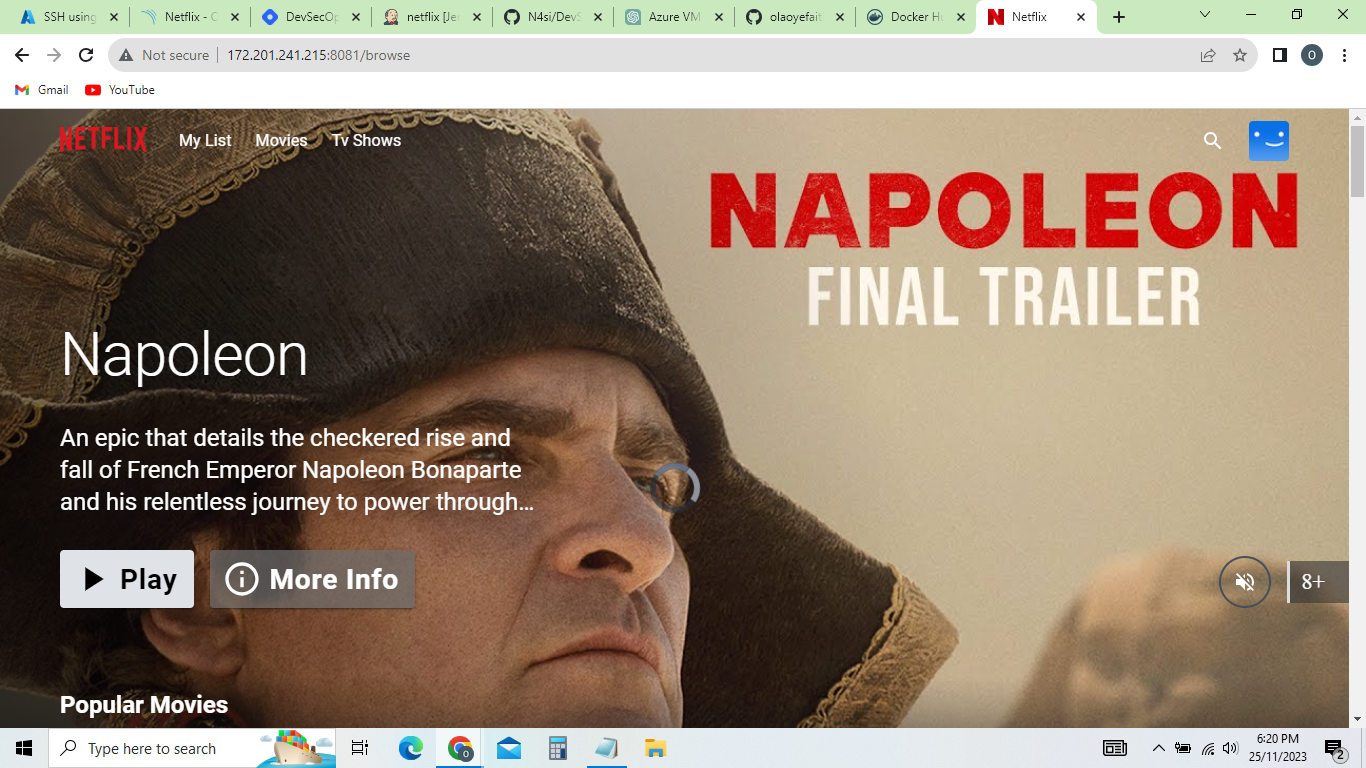 SSH using
Netflix - C
DevSecOp
netflix [Je
N4si/DevS
Azure VM
olaoyefait
Docker Hu
Netflix
Not secure
172.201.241.215:8081/browse
O
Gmail
YouTube
NETFLIX
My List
Movies
Tv Shows
NAPOLEON
FINAL TRAILER
Napoleon
An epic that details the checkered rise and
fall of French Emperor Napoleon Bonaparte
and his relentless journey to power through...
Play
More Info
8+
Popular Movies
Type here to search
6:20 PM
25/11/2023
2